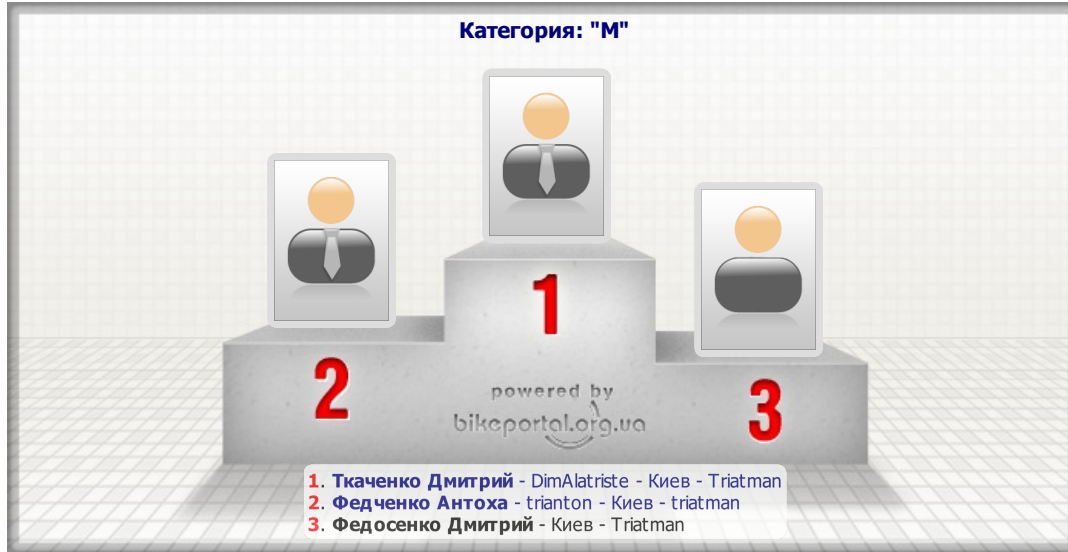 Категория: "М"
1
2
3
powered by
bikeportal.org.ua
1. Ткаченко Дмитрий - DimAlatriste - Киев - Triatman
2. Федченко Антоха - trianton - Киев - triatman
3. Федосенко Дмитрий - Киев - Triatman